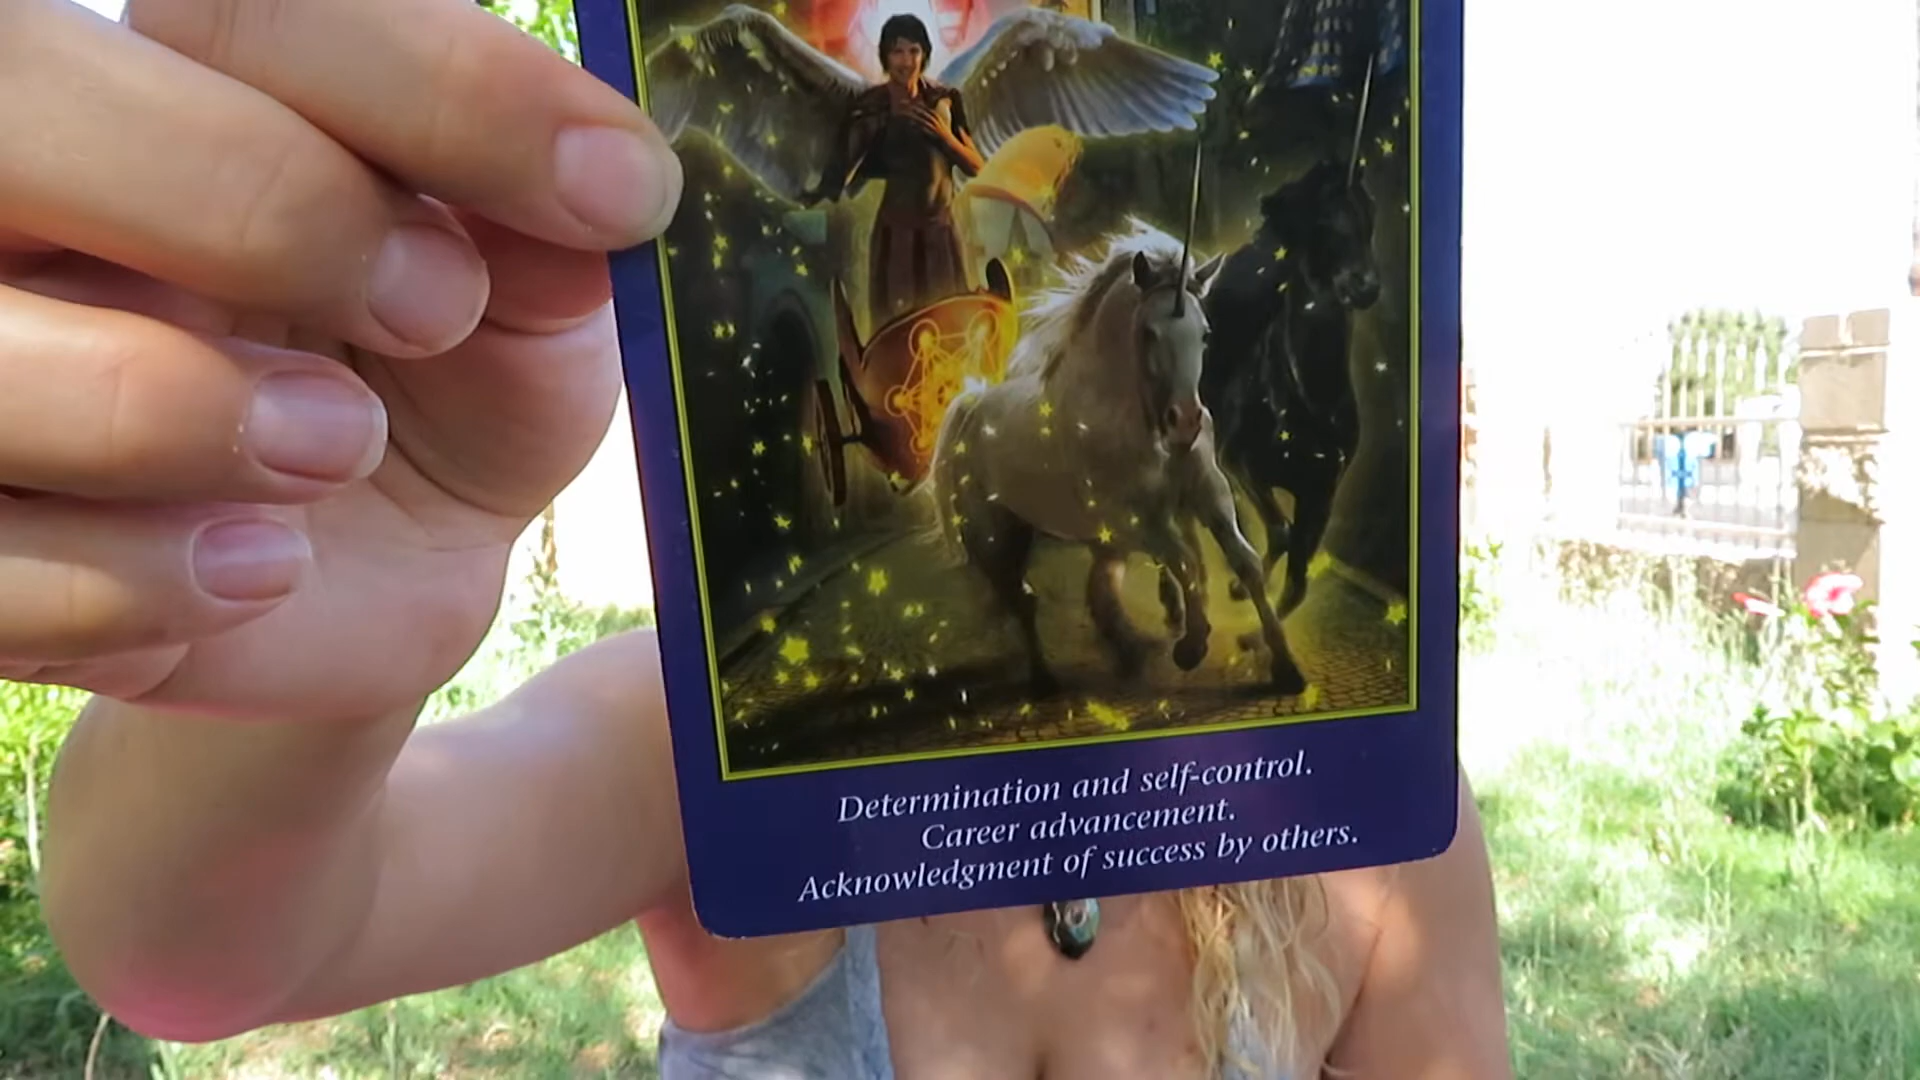 Determination and self-control.
Career advancement.
Acknowledgment of success by others.